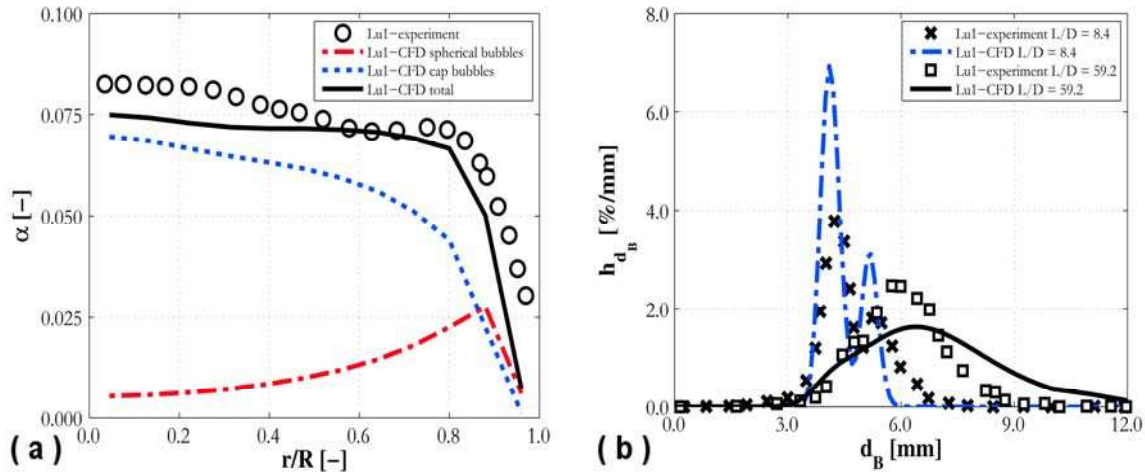 0.100
0.075
0.050
0.025
0.000
α [−]
Lu1−experiment
Lu1−CFD spherical bubbles
Lu1−CFD cap bubbles
Lu1−CFD total
0.0 0.2 0.4 0.6 0.8 1.0
r/R [−]
( a )
8.0
6.0
4.0
2.0
0.0
h_{d_B} [%/mm]
Lu1−experiment L/D = 8.4
Lu1−CFD L/D = 8.4
Lu1−experiment L/D = 59.2
Lu1−CFD L/D = 59.2
0.0 3.0 6.0 9.0 12.0
d_B [mm]
( b )